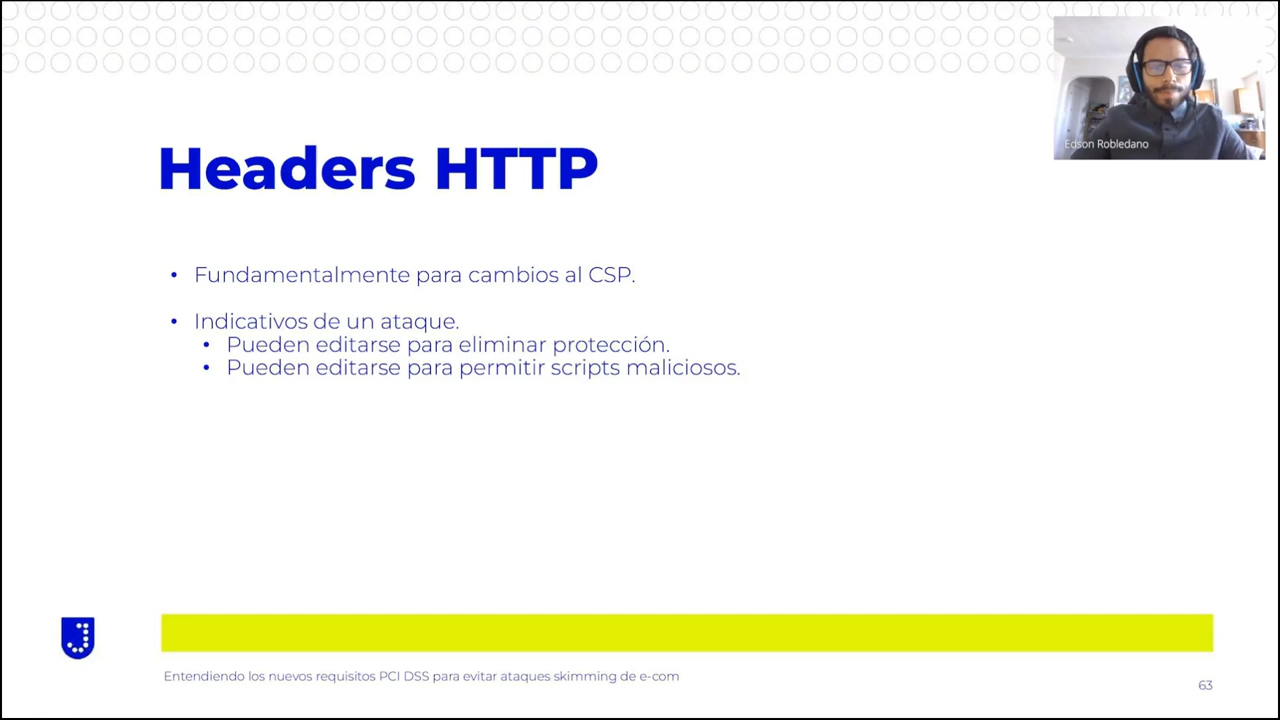 Edson Robledano
Headers HTTP
• Fundamentalmente para cambios al CSP.
• Indicativos de un ataque.
• Pueden editarse para eliminar protección.
• Pueden editarse para permitir scripts maliciosos.
Entendiendo los nuevos requisitos PCI DSS para evitar ataques skimming de e-com
63